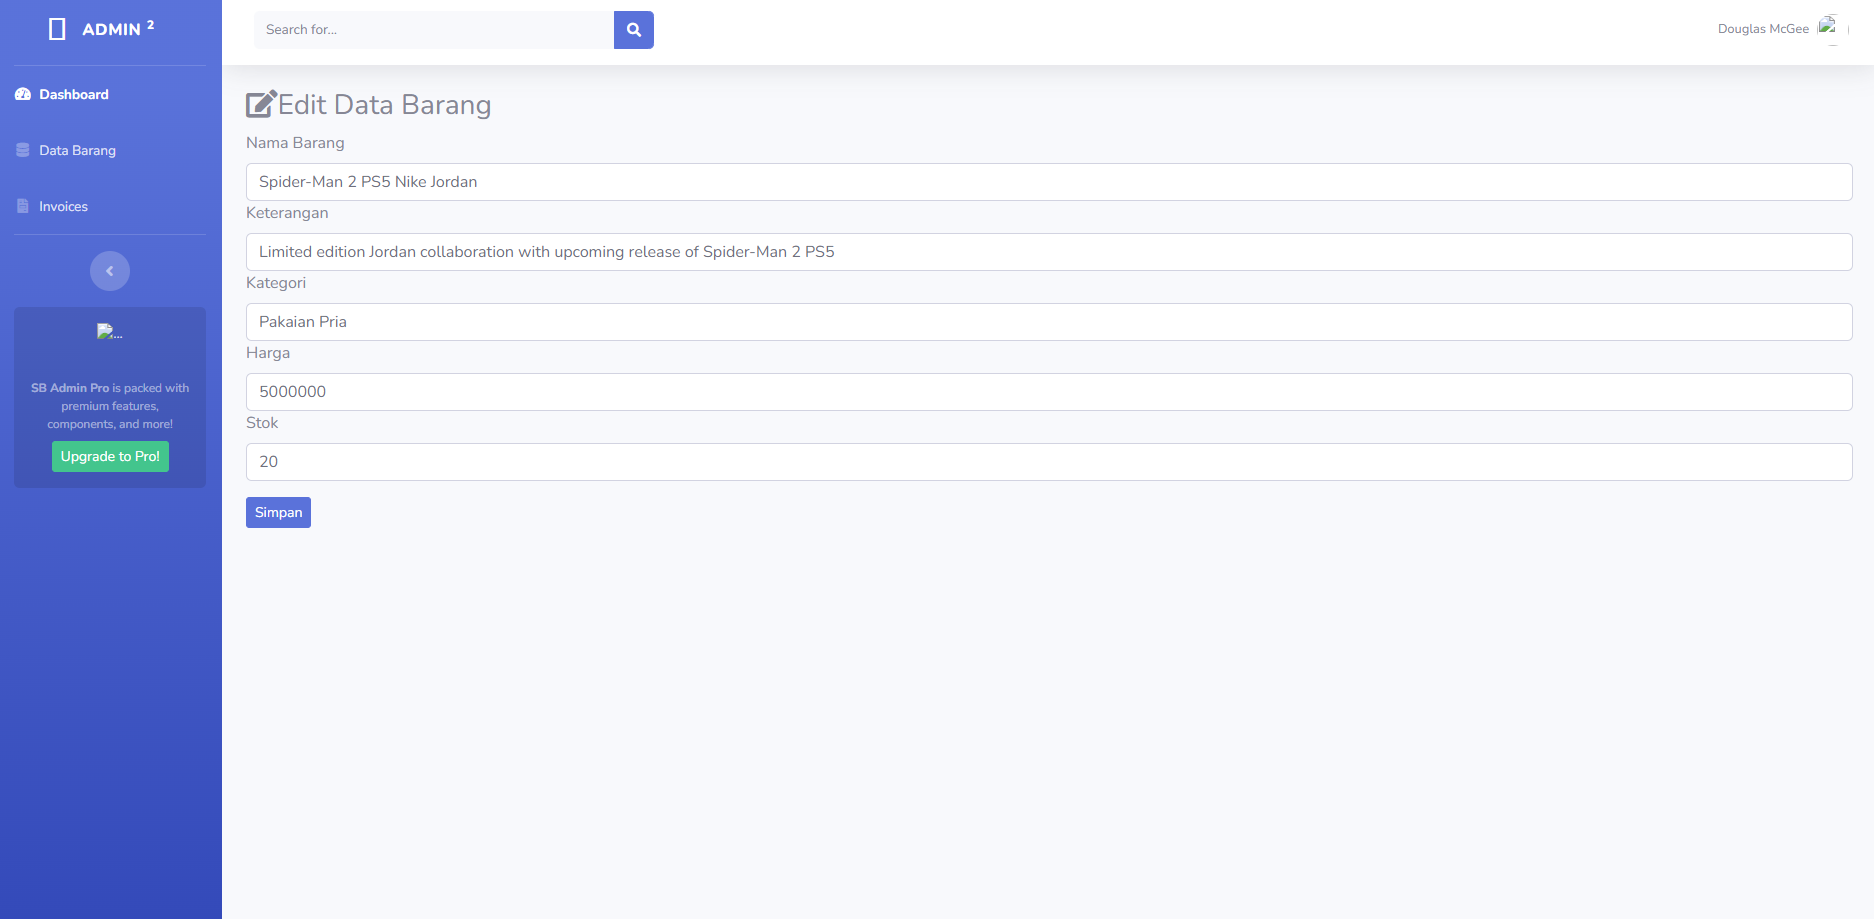 ADMIN 2
Search for...
Douglas McGee
Dashboard
Data Barang
Invoices
...
SB Admin Pro is packed with
premium features,
components, and more!
Upgrade to Pro!
Edit Data Barang
Nama Barang
Spider-Man 2 PS5 Nike Jordan
Keterangan
Limited edition Jordan collaboration with upcoming release of Spider-Man 2 PS5
Kategori
Pakaian Pria
Harga
5000000
Stok
20
Simpan